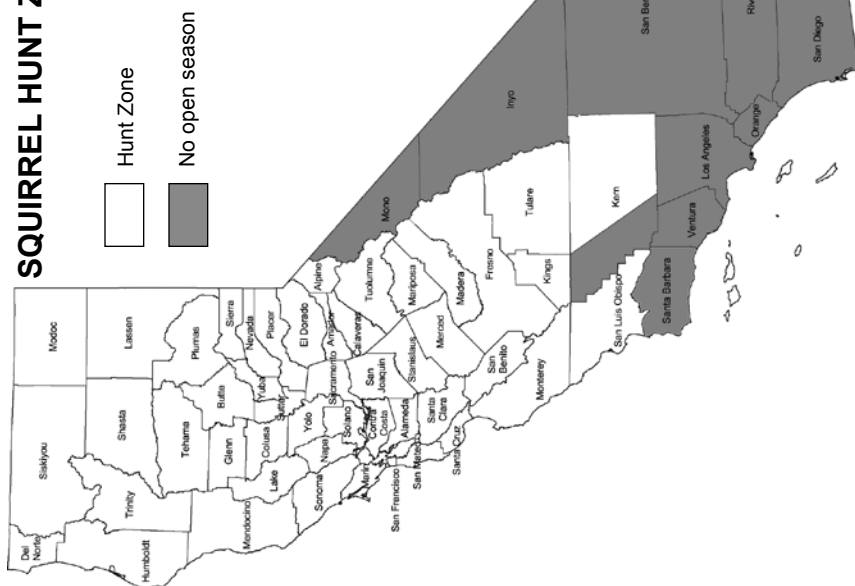 SQUIRREL HUNT
Hunt Zone
No open season
Del
Norte
Siskiyou
Modoc
Humboldt
Trinity
Shasta
Lassen
Tehama
Plumas
Mendocino
Glenn
Butte
Sierra
Lake
Colusa
Yuba
Nevada
Sutter
Placer
Sonoma
Napa
Yolo
El Dorado
Marin
Solano
Sacramento
Amador
Alpine
Contra
Costa
San
Joaquin
Calaveras
Tuolumne
Mono
San Francisco
Alameda
Stanislaus
Mariposa
San Mateo
Santa
Clara
Merced
Madera
Santa Cruz
San
Benito
Fresno
Monterey
Kings
Tulare
Inyo
San Luis Obispo
Kern
San Ber
Santa Barbara
Ventura
Los Angeles
Orange
Riv
San Diego